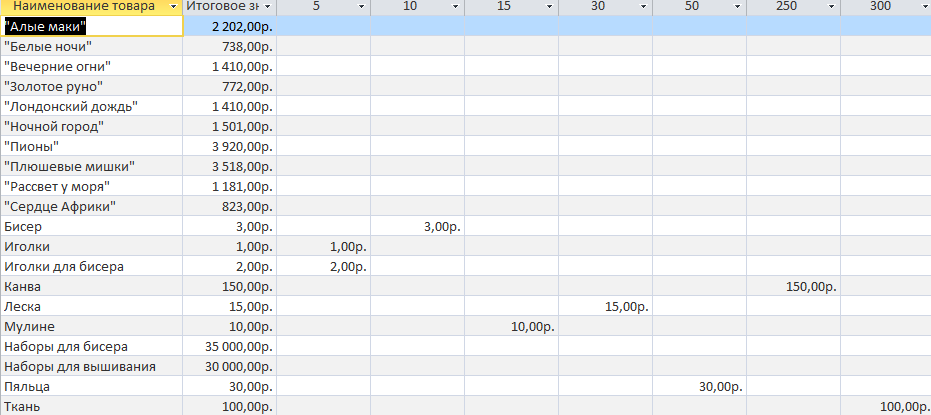 Наименование товара Итоговое зн 5 10 15 30 50 250 300
"Алые маки" 2 202,00р.
"Белые ночи" 738,00р.
"Вечерние огни" 1 410,00р.
"Золотое руно" 772,00р.
"Лондонский дождь" 1 410,00р.
"Ночной город" 1 501,00р.
"Пионы" 3 920,00р.
"Плюшевые мишки" 3 518,00р.
"Рассвет у моря" 1 181,00р.
"Сердце Африки" 823,00р.
Бисер 3,00р. 3,00р.
Иголки 1,00р. 1,00р.
Иголки для бисера 2,00р. 2,00р.
Канва 150,00р. 150,00р.
Леска 15,00р. 15,00р.
Мулине 10,00р. 10,00р.
Наборы для бисера 35 000,00р.
Наборы для вышивания 30 000,00р.
Пяльца 30,00р. 30,00р.
Ткань 100,00р. 100,00р.